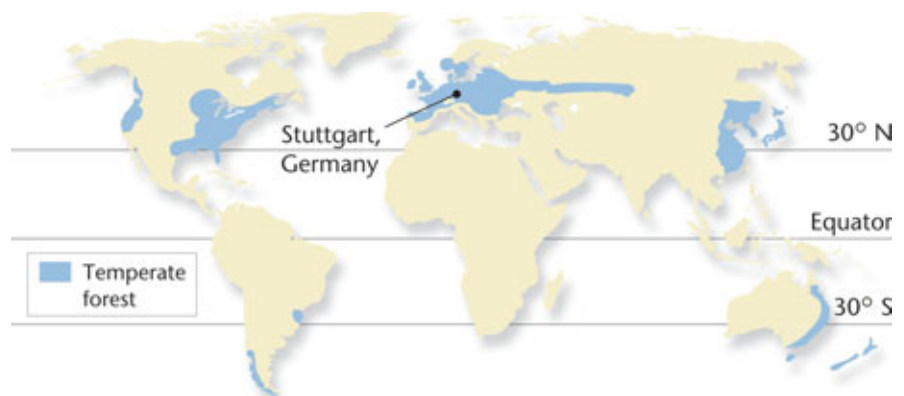 Stuttgart,
Germany
30° N
Equator
Temperate
forest
30° S